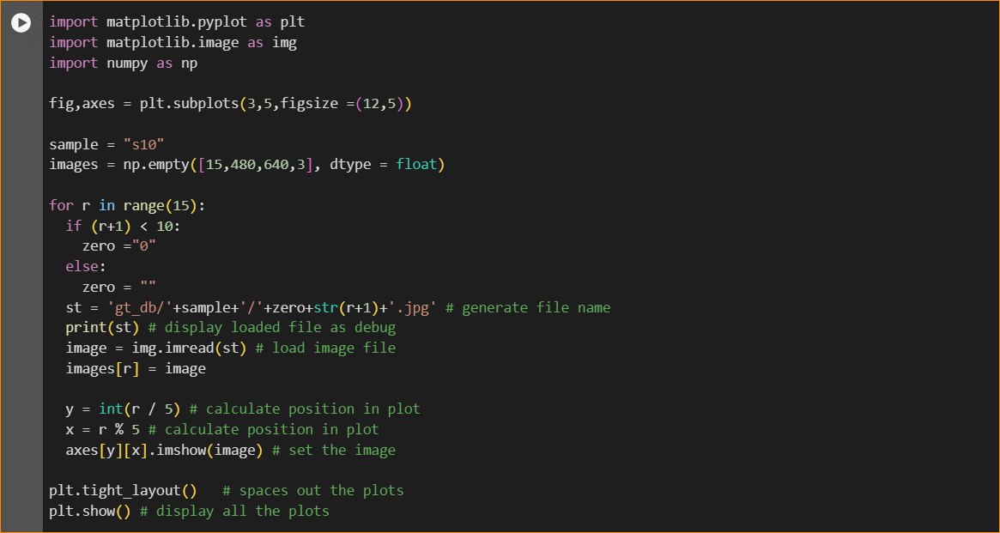 import matplotlib.pyplot as plt
import matplotlib.image as img
import numpy as np
fig,axes = plt.subplots(3,5,figsize =(12,5))
sample = "s10"
images = np.empty([15,480,640,3], dtype = float)
for r in range(15):
  if (r+1) < 10:
    zero ="0"
  else:
    zero = ""
  st = 'gt_db/'+sample+'/'+zero+str(r+1)+'.jpg' # generate file name
  print(st) # display loaded file as debug
  image = img.imread(st) # load image file
  images[r] = image
  y = int(r / 5) # calculate position in plot
  x = r % 5 # calculate position in plot
  axes[y][x].imshow(image) # set the image
plt.tight_layout()   # spaces out the plots
plt.show() # display all the plots